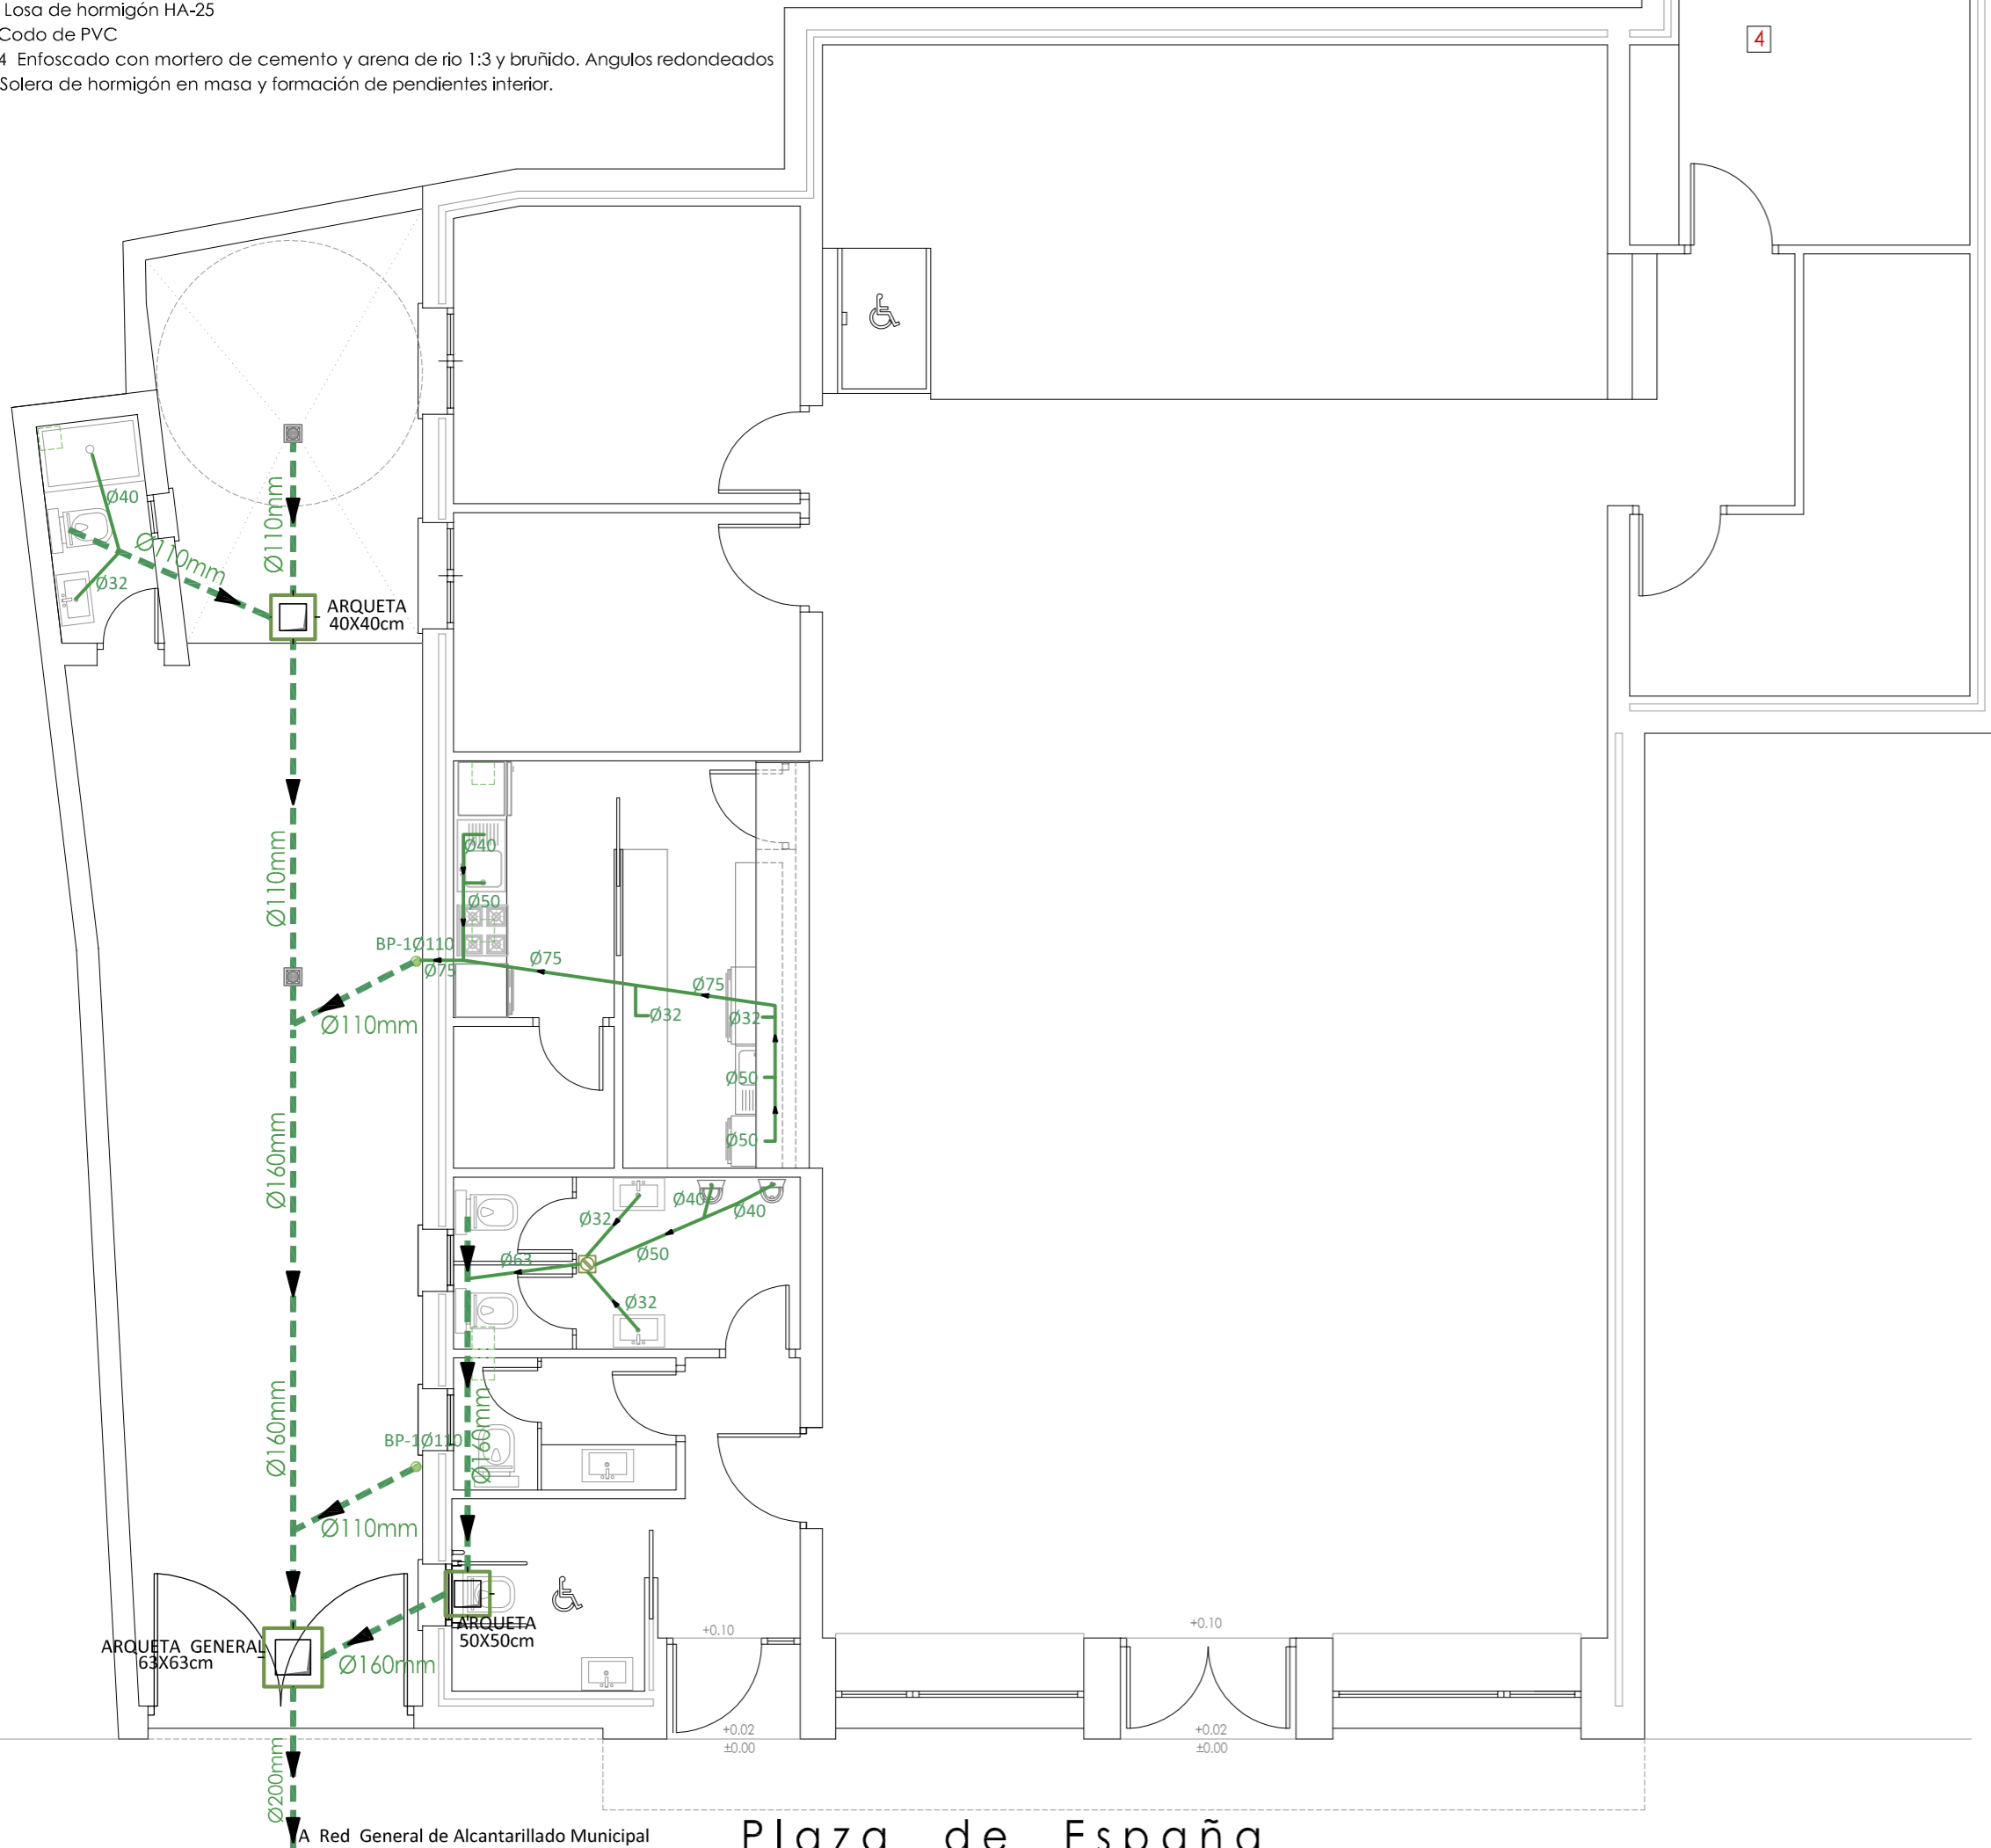 Losa de hormigón HA-25
Codo de PVC
4 Enfoscado con mortero de cemento y arena de rio 1:3 y bruñido. Angulos redondeados
Solera de hormigón en masa y formación de pendientes interior.
4
Ø40
Ø110mm
Ø110mm
Ø32
ARQUETA
40X40cm
Ø110mm
Ø40
Ø50
BP-1Ø110
Ø75
Ø75
Ø75
Ø110mm
Ø32
Ø32
Ø50
Ø50
Ø160mm
Ø40
Ø40
Ø32
Ø50
Ø63
Ø32
Ø160mm
Ø160mm
BP-1Ø110
Ø110mm
ARQUETA
50X50cm
ARQUETA GENERAL
63X63cm
Ø160mm
+0.10
+0.10
+0.02
±0.00
+0.02
±0.00
Ø200mm
A Red General de Alcantarillado Municipal
Plaza de España